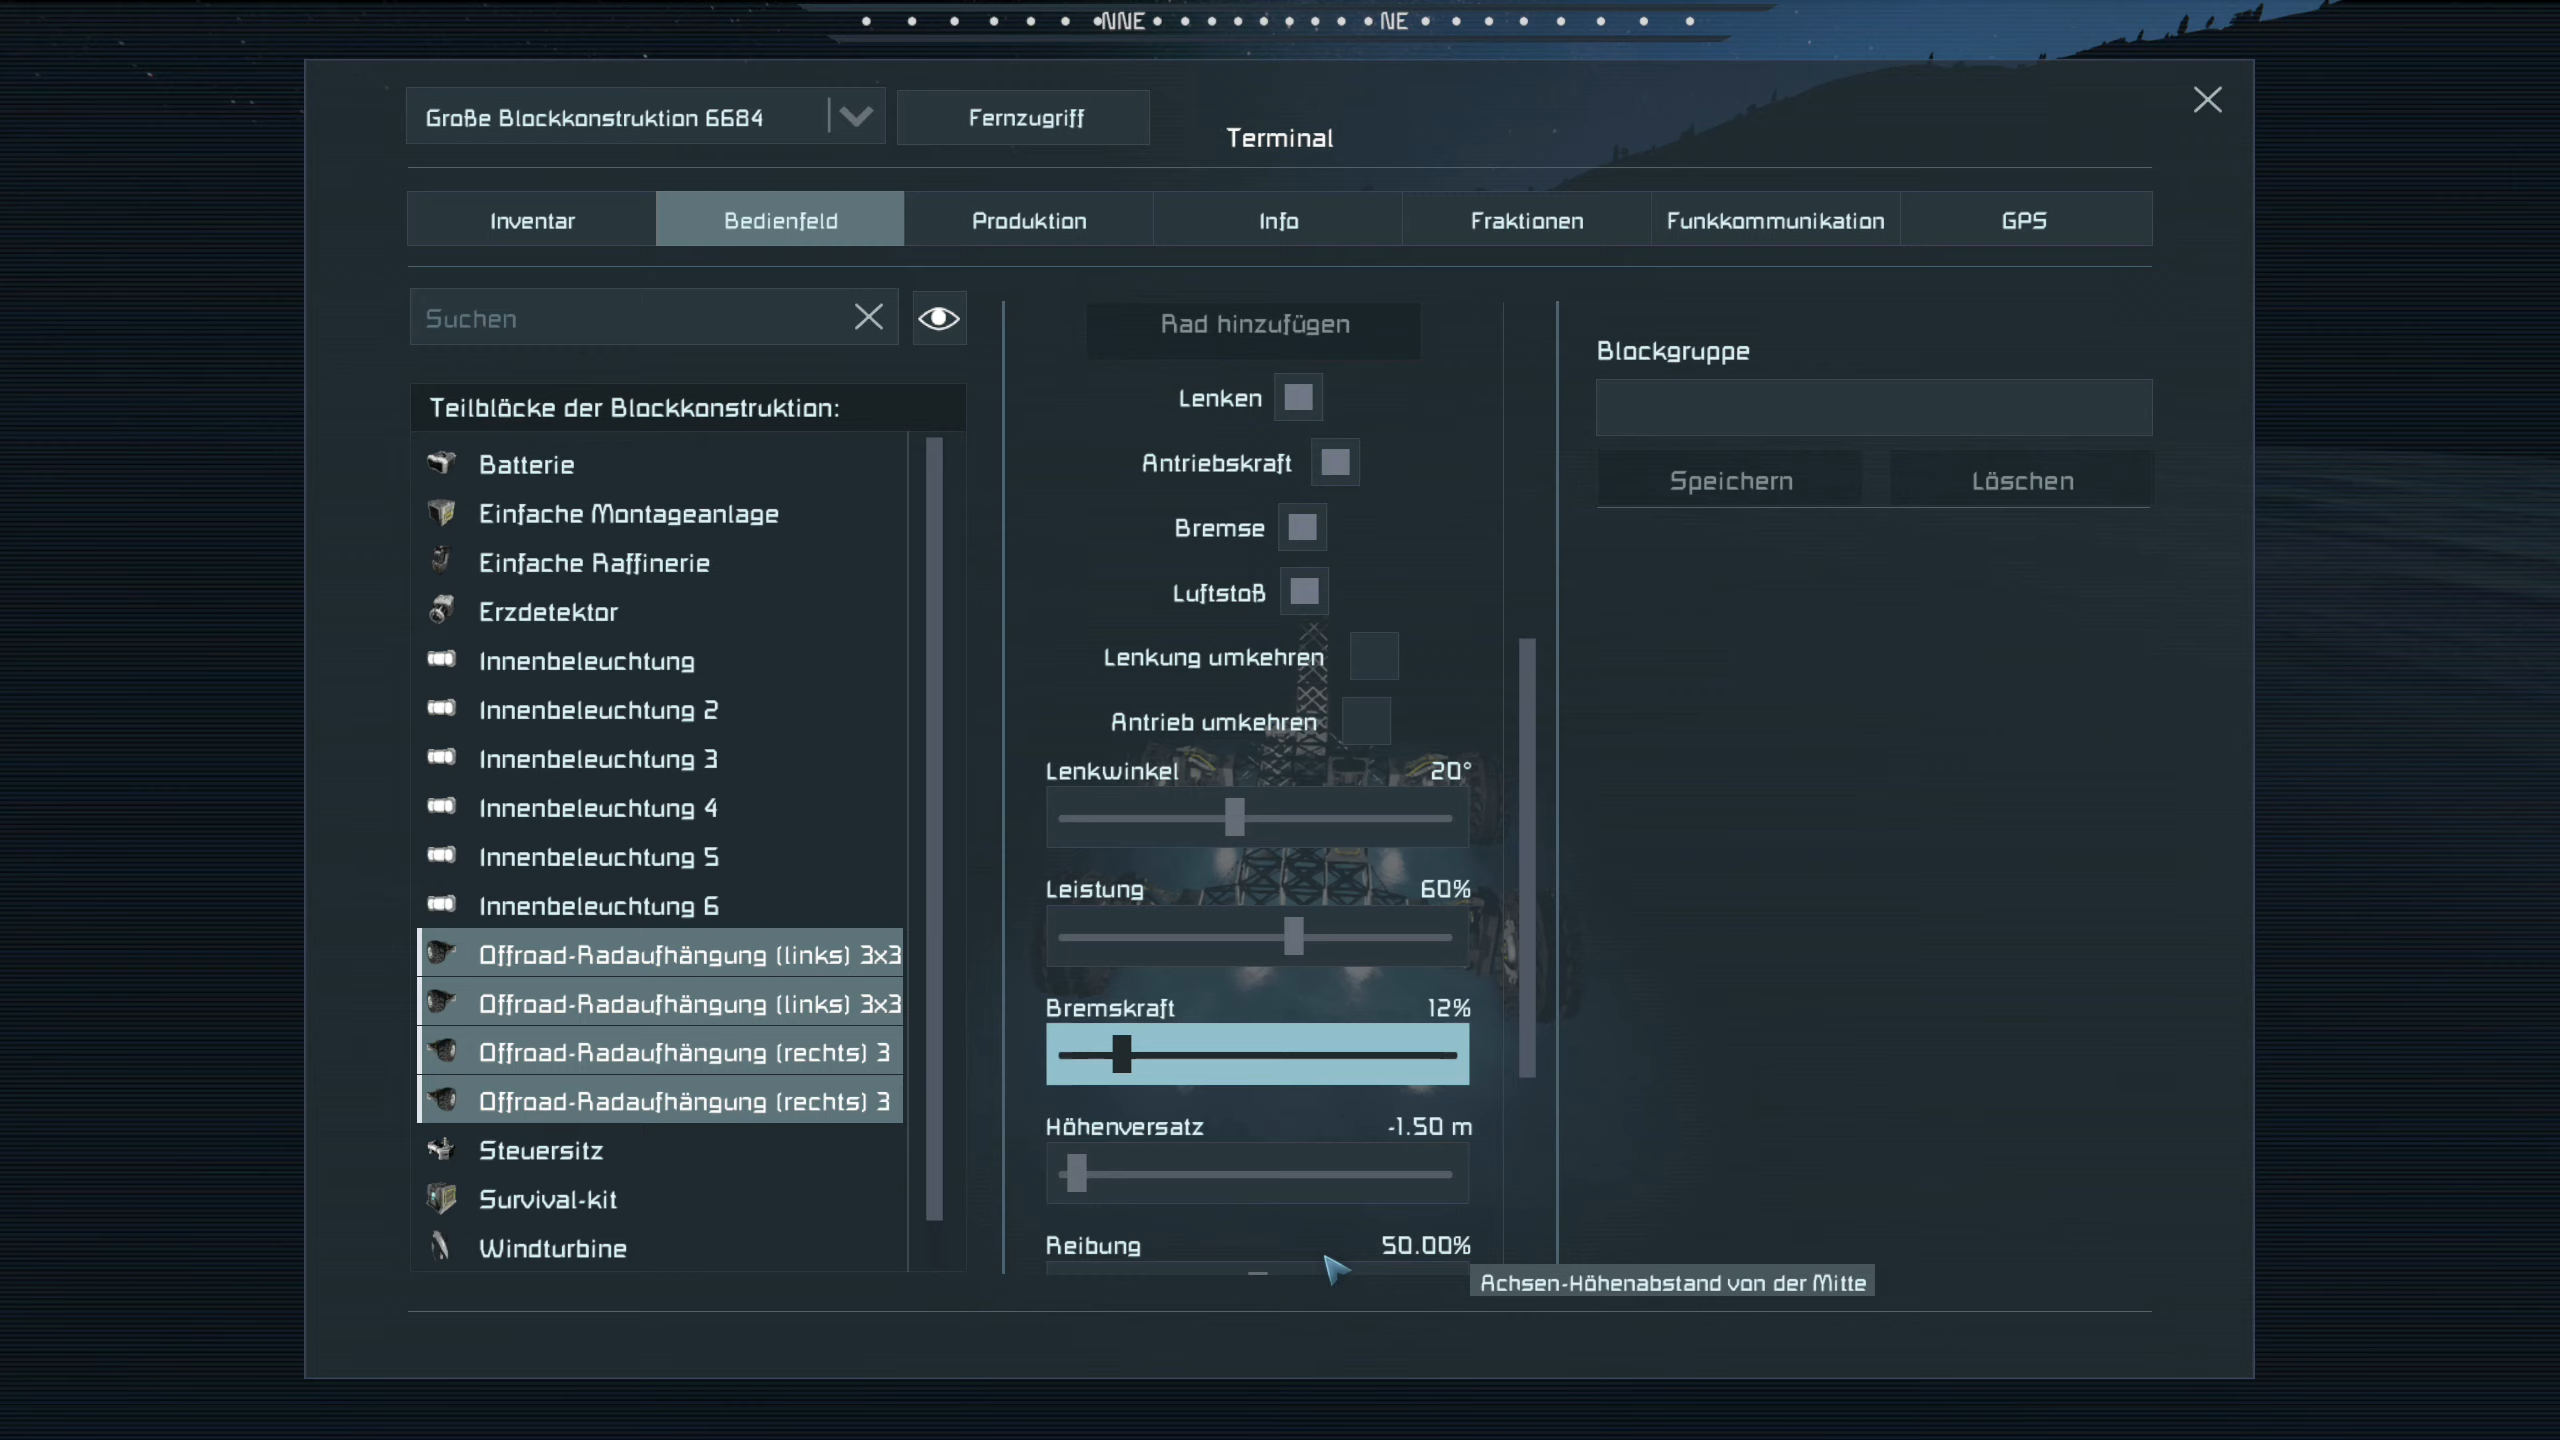 NNE NE
Große Blockkonstruktion 6684
Fernzugriff
Terminal
Inventar
Bedienfeld
Produktion
Info
Fraktionen
Funkkommunikation
GPS
Suchen
Teilblöcke der Blockkonstruktion:
Batterie
Einfache Montageanlage
Einfache Raffinerie
Erzdetektor
Innenbeleuchtung
Innenbeleuchtung 2
Innenbeleuchtung 3
Innenbeleuchtung 4
Innenbeleuchtung 5
Innenbeleuchtung 6
Offroad-Radaufhängung (links) 3x3
Offroad-Radaufhängung (links) 3x3
Offroad-Radaufhängung (rechts) 3
Offroad-Radaufhängung (rechts) 3
Steuersitz
Survival-kit
Windturbine
Rad hinzufügen
Lenken
Antriebskraft
Bremse
Luftstoß
Lenkung umkehren
Antrieb umkehren
Lenkwinkel 20°
Leistung 60%
Bremskraft 12%
Höhenversatz -1.50 m
Reibung 50.00%
Achsen-Höhenabstand von der Mitte
Blockgruppe
Speichern
Löschen